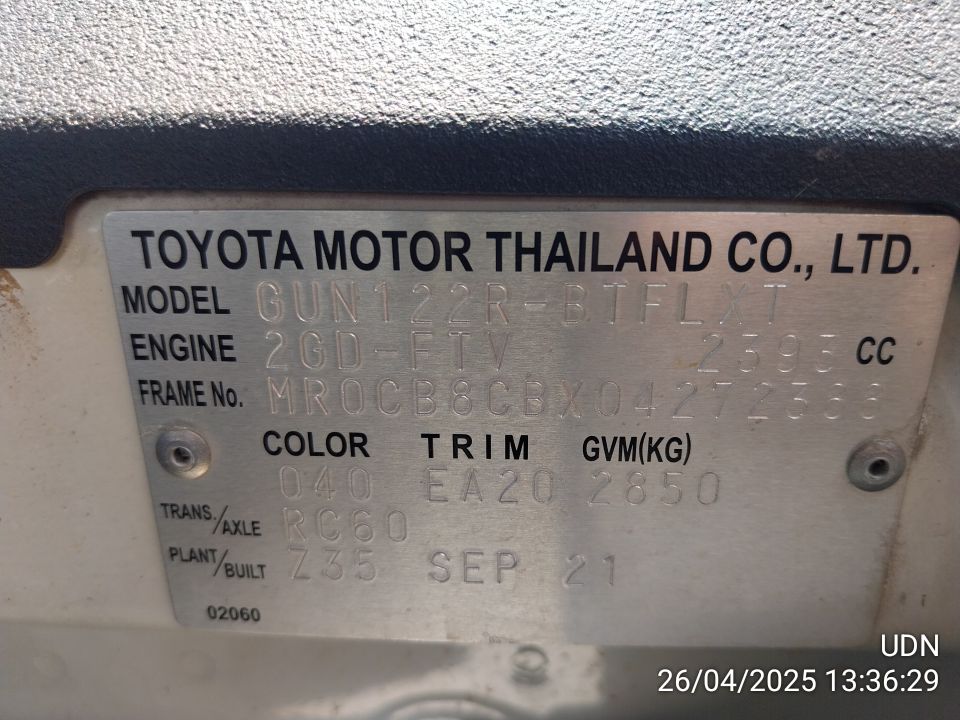 TOYOTA MOTOR THAILAND CO., LTD.
MODEL GUN122R-BTFLXT
ENGINE 2GD-FTV 2393 CC
FRAME No. MR0CB8CBX04272388
COLOR TRIM GVM(KG)
040 EA20 2850
TRANS./AXLE RC60
PLANT/BUILT Z35 SEP 21
02060
UDN
26/04/2025 13:36:29